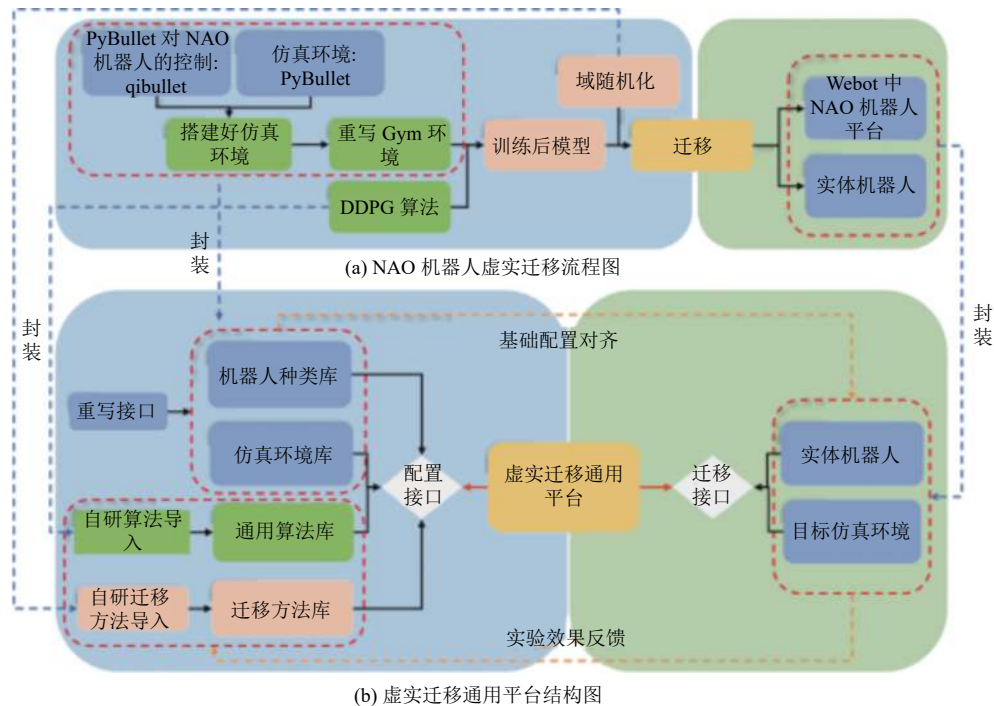 PyBullet 对 NAO
机器人的控制:
qibullet
仿真环境:
PyBullet
域随机化
Webot 中
NAO 机器人
平台
搭建好仿真
环境
重写 Gym 环
境
训练后模型
迁移
实体机器人
DDPG 算法
封
装
(a) NAO 机器人虚实迁移流程图
封
装
封
装
基础配置对齐
机器人种类库
重写接口
仿真环境库
配置
接口
虚实迁移通用
平台
迁移
接口
实体机器人
自研算法导
入
通用算法库
目标仿真环境
自研迁移
方法导入
迁移方法库
实验效果反馈
(b) 虚实迁移通用平台结构图